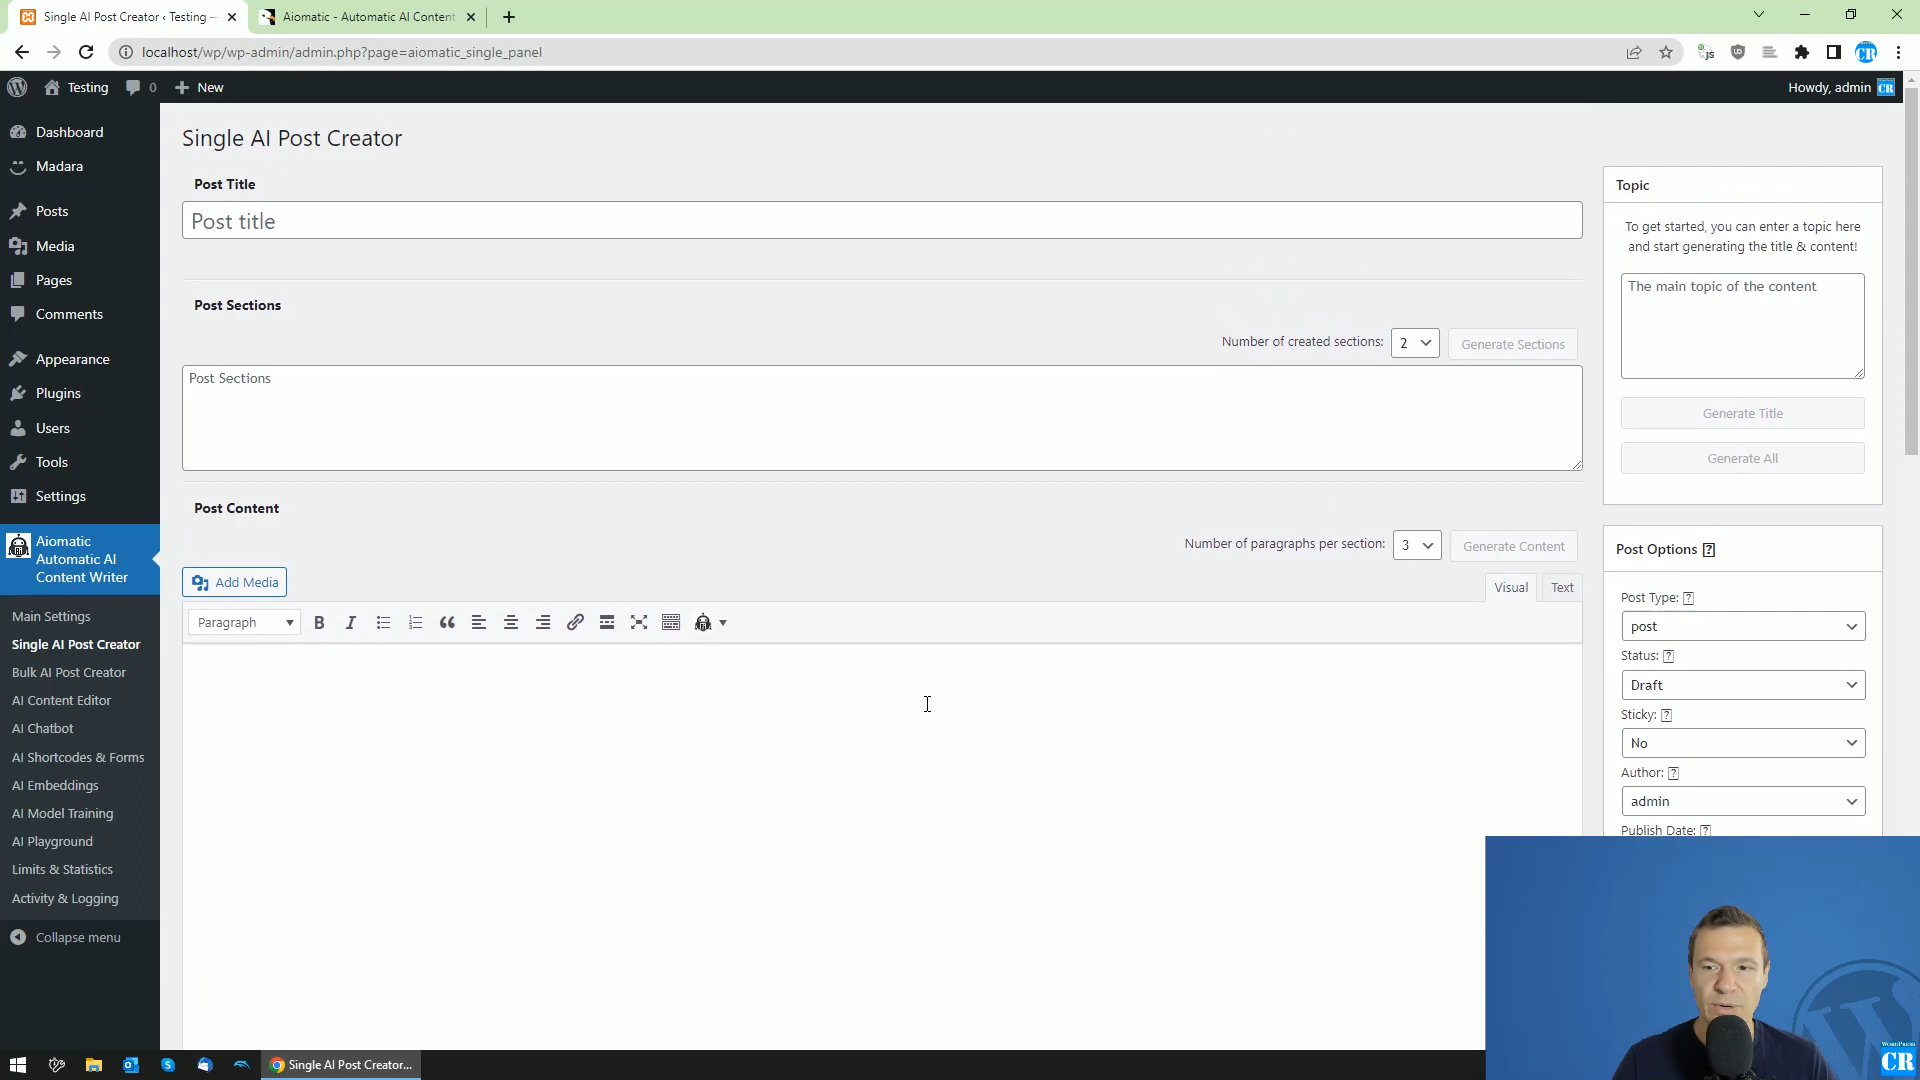 Single AI Post Creator ‹ Testing —
Aiomatic - Automatic AI Content
localhost/wp/wp-admin/admin.php?page=aiomatic_single_panel
Testing
0
New
Howdy, admin
Dashboard
Madara
Posts
Media
Pages
Comments
Appearance
Plugins
Users
Tools
Settings
Aiomatic
Automatic AI
Content Writer
Main Settings
Single AI Post Creator
Bulk AI Post Creator
AI Content Editor
AI Chatbot
AI Shortcodes & Forms
AI Embeddings
AI Model Training
AI Playground
Limits & Statistics
Activity & Logging
Collapse menu
Single AI Post Creator
Post Title
Post title
Post Sections
Number of created sections:
2
Generate Sections
Post Sections
Post Content
Number of paragraphs per section:
3
Generate Content
Add Media
Visual
Text
Paragraph
Topic
To get started, you can enter a topic here
and start generating the title & content!
The main topic of the content
Generate Title
Generate All
Post Options [?]
Post Type: [?]
post
Status: [?]
Draft
Sticky: [?]
No
Author: [?]
admin
Publish Date: [?]
WORDPRESS
CR
Single AI Post Creator...